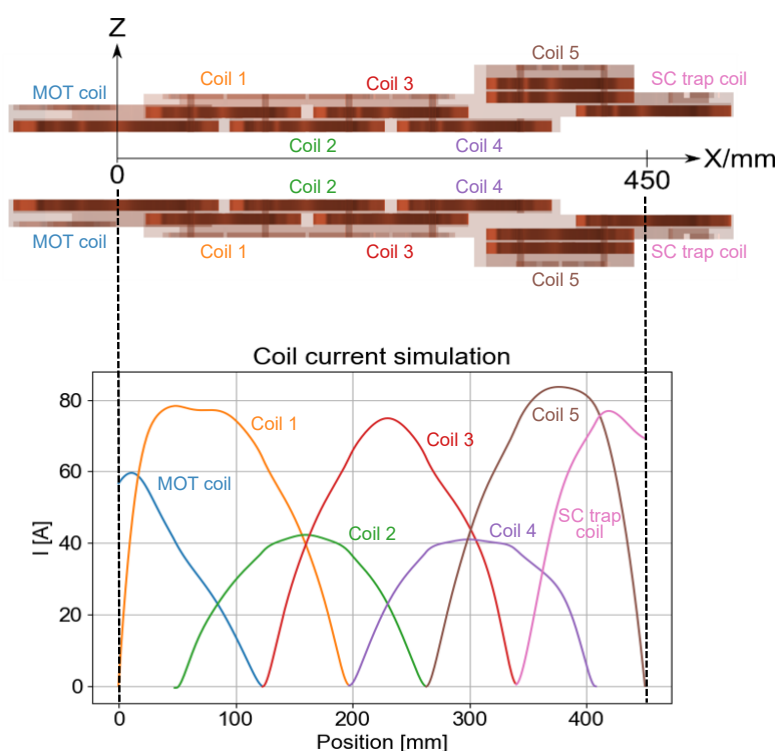 Z
Coil 5
MOT coil
Coil 1
Coil 3
SC trap coil
Coil 2
Coil 4
X/mm
0
450
Coil 2
Coil 4
MOT coil
Coil 1
Coil 3
SC trap coil
Coil 5
Coil current simulation
80
60
40
20
0
I [A]
Coil 1
MOT coil
Coil 2
Coil 3
Coil 4
Coil 5
SC trap
coil
0
100
200
300
400
Position [mm]